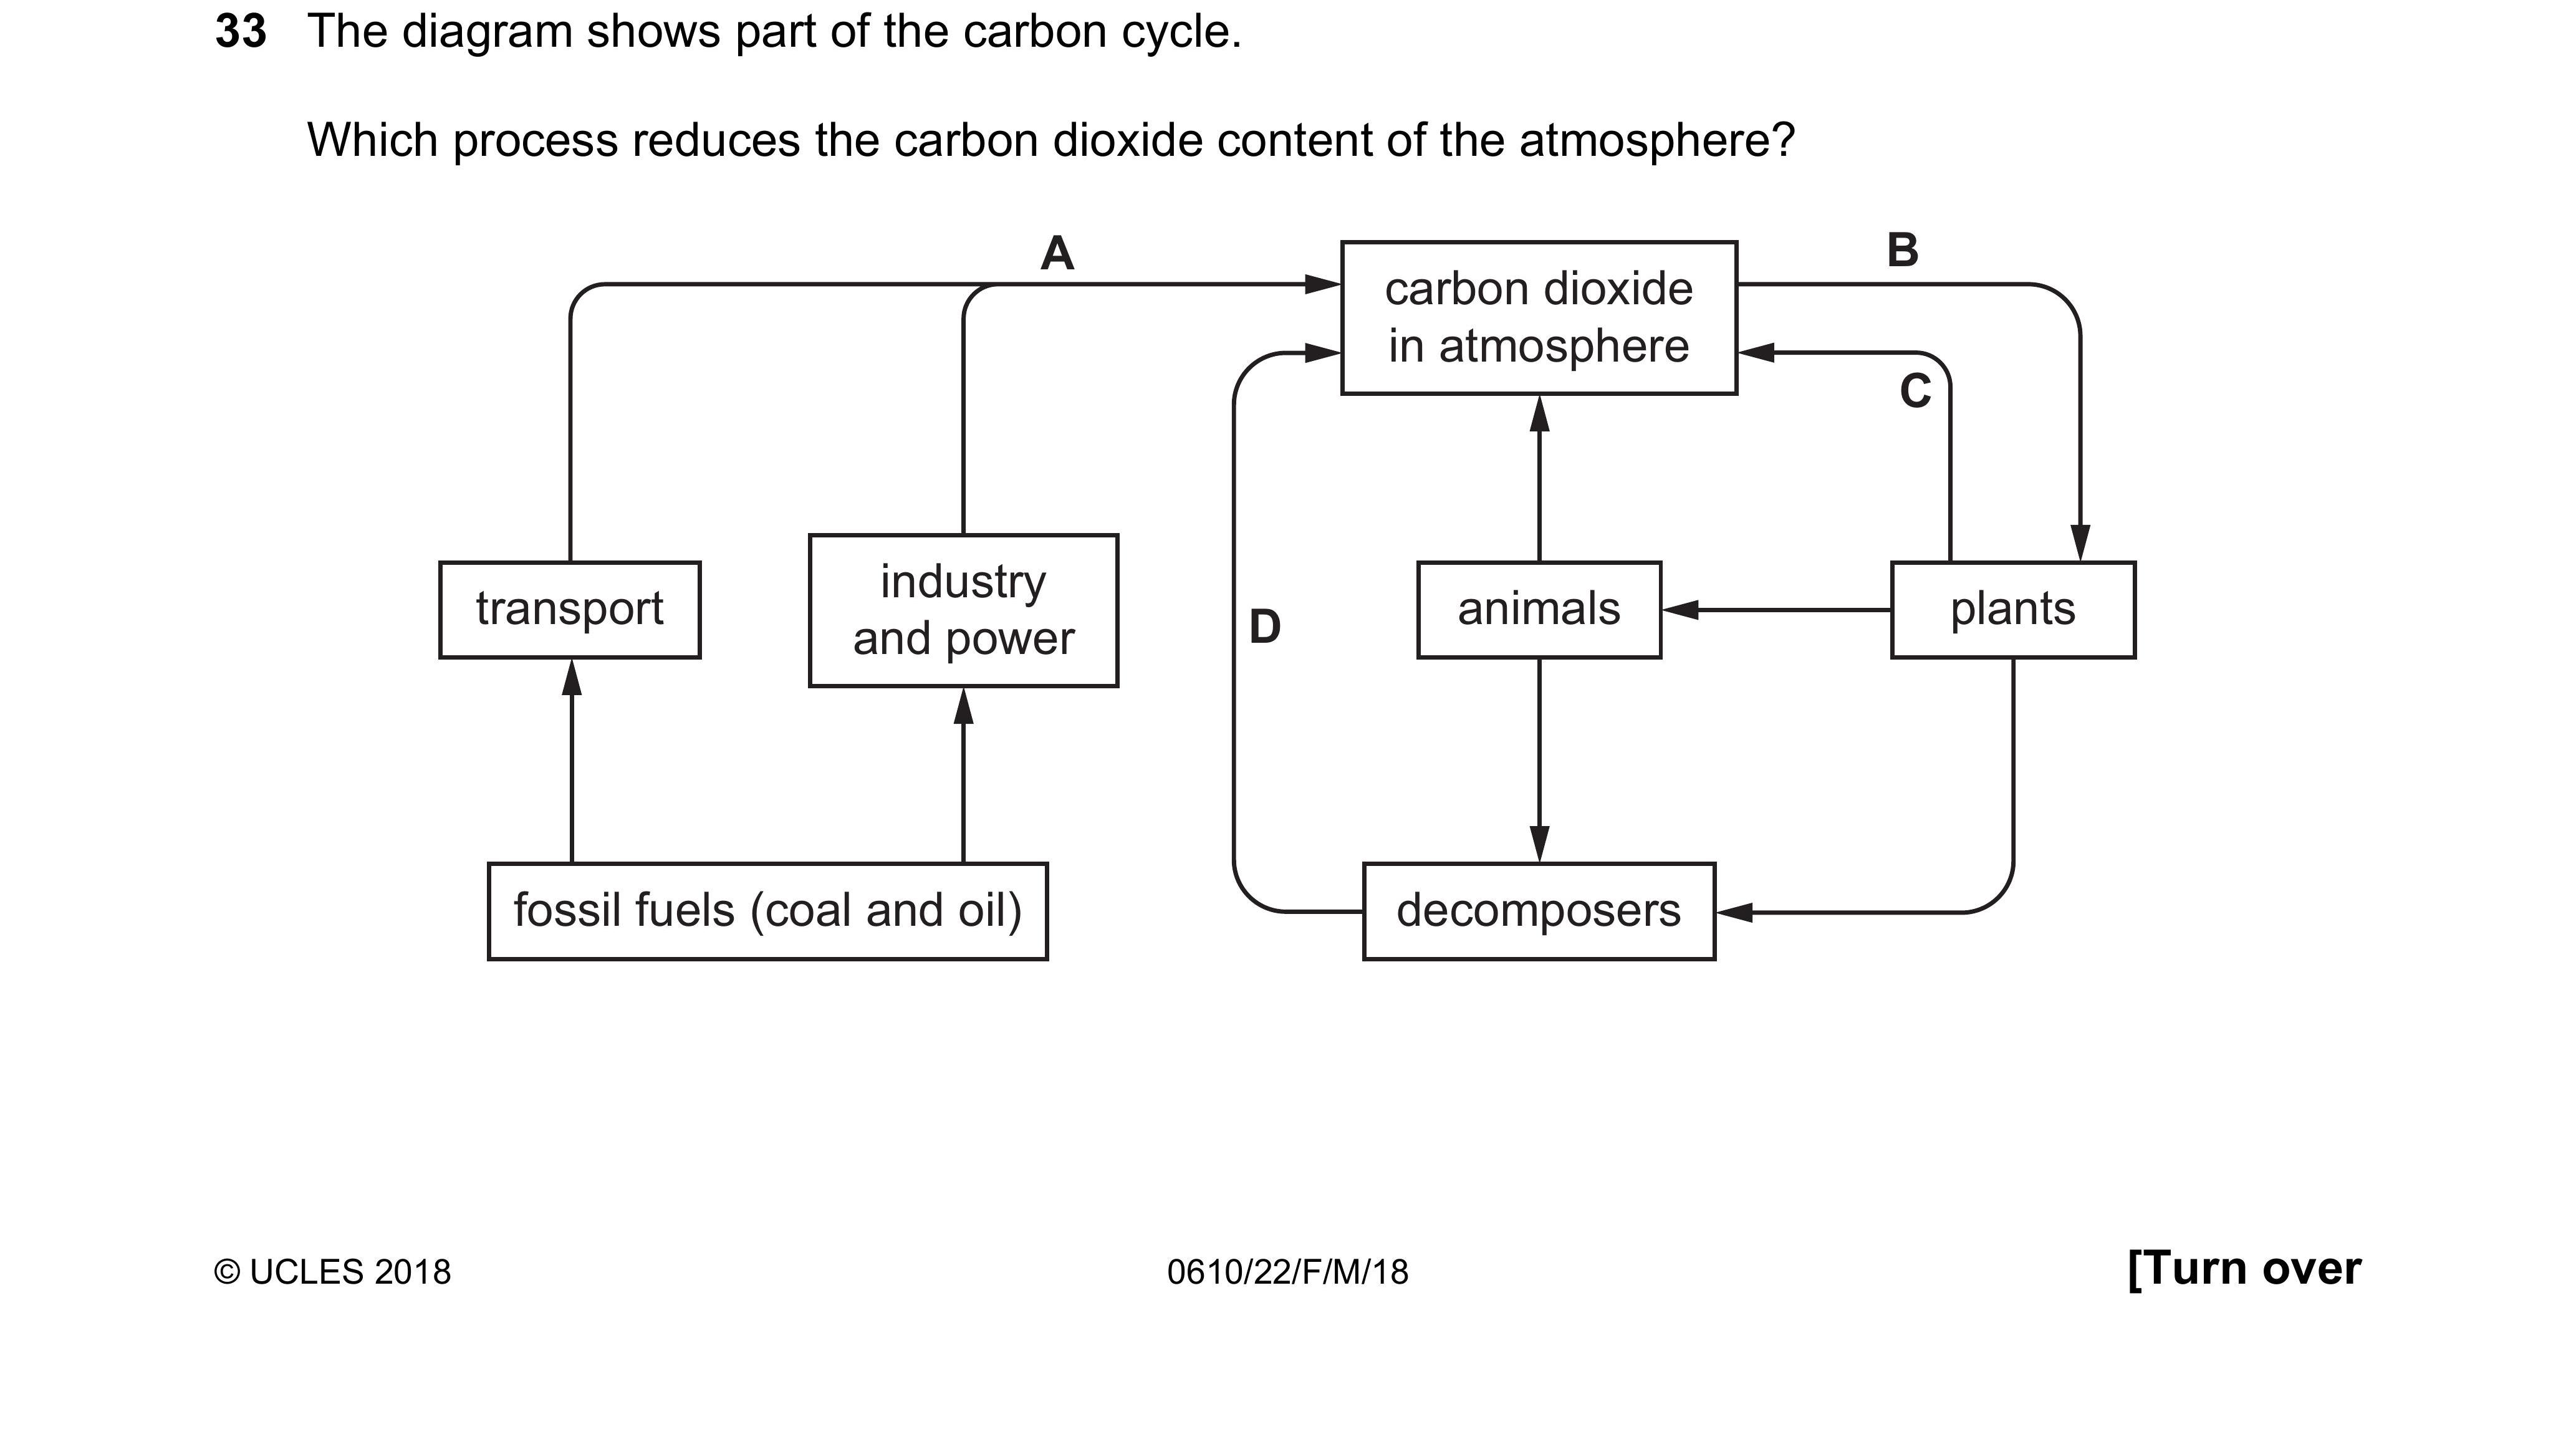 33 The diagram shows part of the carbon cycle.
Which process reduces the carbon dioxide content of the atmosphere?
A
B
carbon dioxide
in atmosphere
C
transport
industry
and power
D
animals
plants
fossil fuels (coal and oil)
decomposers
© UCLES 2018
0610/22/F/M/18
[Turn over